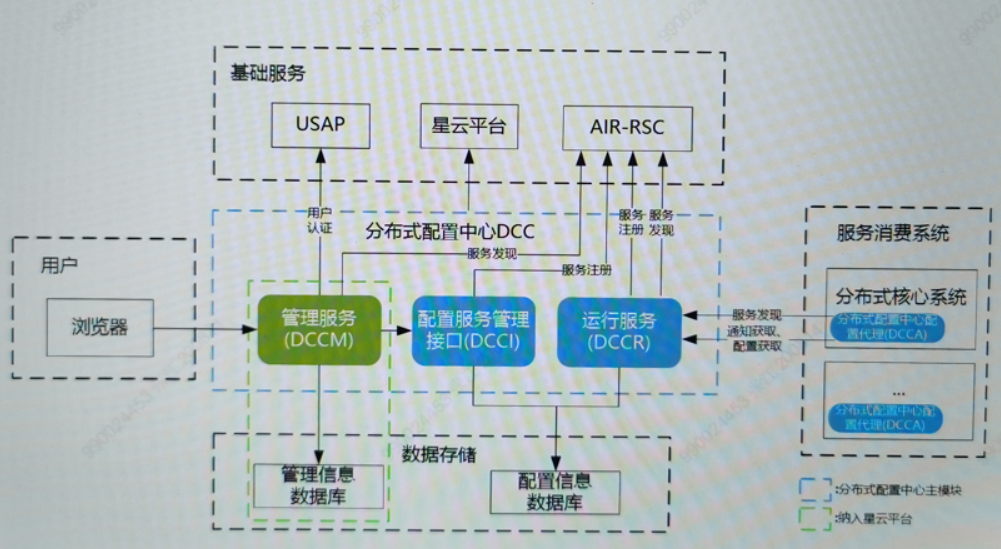 基础服务
USAP
星云平台
AIR-RSC
用户
认证
分布式配置中心DCC
服务发现
服务注册
服务
注册
服务
发现
用户
浏览器
管理服务
(DCCM)
配置服务管理
接口(DCCI)
运行服务
(DCCR)
服务发现
通知获取、
配置获取
服务消费系统
分布式核心系统
分布式配置中心配
置代理(DCCA)
...
分布式配置中心配
置代理(DCCA)
数据存储
管理信息
数据库
配置信息
数据库
:分布式配置中心主模块
:纳入星云平台